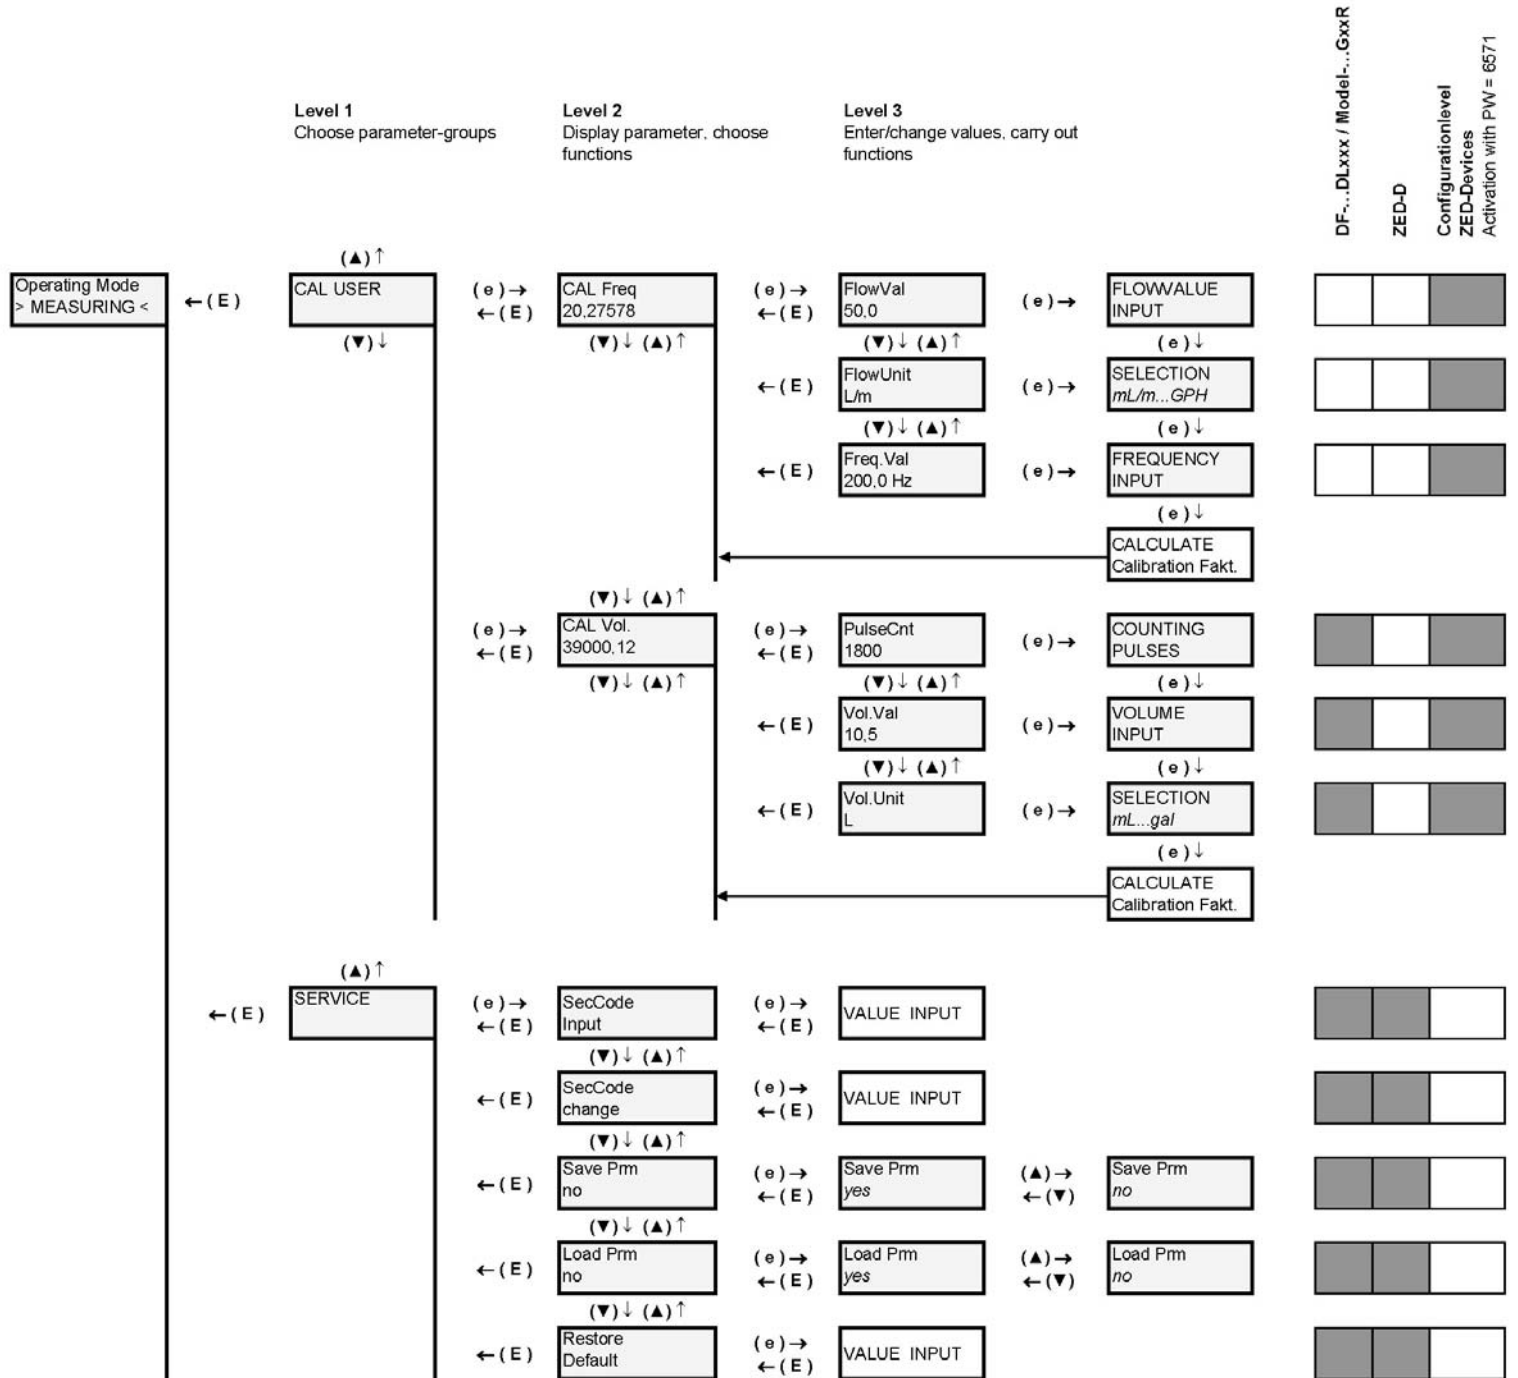 DF-...DLxxx / Model-...GxxR
ZED-D
Configurationlevel
ZED-Devices
Activation with PW = 6571
Level 1
Choose parameter-groups
Level 2
Display parameter, choose
functions
Level 3
Enter/change values, carry out
functions
(▲)↑
Operating Mode
> MEASURING <
←(E)
CAL USER
(e)→
←(E)
CAL Freq
20,27578
(e)→
←(E)
FlowVal
50,0
(e)→
FLOWVALUE
INPUT
(▼)↓
(▼)↓ (▲)↑
(▼)↓ (▲)↑
(e)↓
←(E)
FlowUnit
L/m
(e)→
SELECTION
mL/m...GPH
(▼)↓ (▲)↑
(e)↓
←(E)
Freq.Val
200,0 Hz
(e)→
FREQUENCY
INPUT
(e)↓
CALCULATE
Calibration Fakt.
(▼)↓ (▲)↑
(e)→
←(E)
CAL Vol.
39000,12
(e)→
←(E)
PulseCnt
1800
(e)→
COUNTING
PULSES
(▼)↓ (▲)↑
(▼)↓ (▲)↑
(e)↓
←(E)
Vol.Val
10,5
(e)→
VOLUME
INPUT
(▼)↓ (▲)↑
(e)↓
←(E)
Vol.Unit
L
(e)→
SELECTION
mL...gal
(e)↓
CALCULATE
Calibration Fakt.
(▲)↑
←(E)
SERVICE
(e)→
←(E)
SecCode
Input
(e)→
←(E)
VALUE INPUT
(▼)↓ (▲)↑
←(E)
SecCode
change
(e)→
←(E)
VALUE INPUT
(▼)↓ (▲)↑
←(E)
Save Prm
no
(e)→
←(E)
Save Prm
yes
(▲)→
←(▼)
Save Prm
no
(▼)↓ (▲)↑
←(E)
Load Prm
no
(e)→
←(E)
Load Prm
yes
(▲)→
←(▼)
Load Prm
no
(▼)↓ (▲)↑
←(E)
Restore
Default
(e)→
←(E)
VALUE INPUT